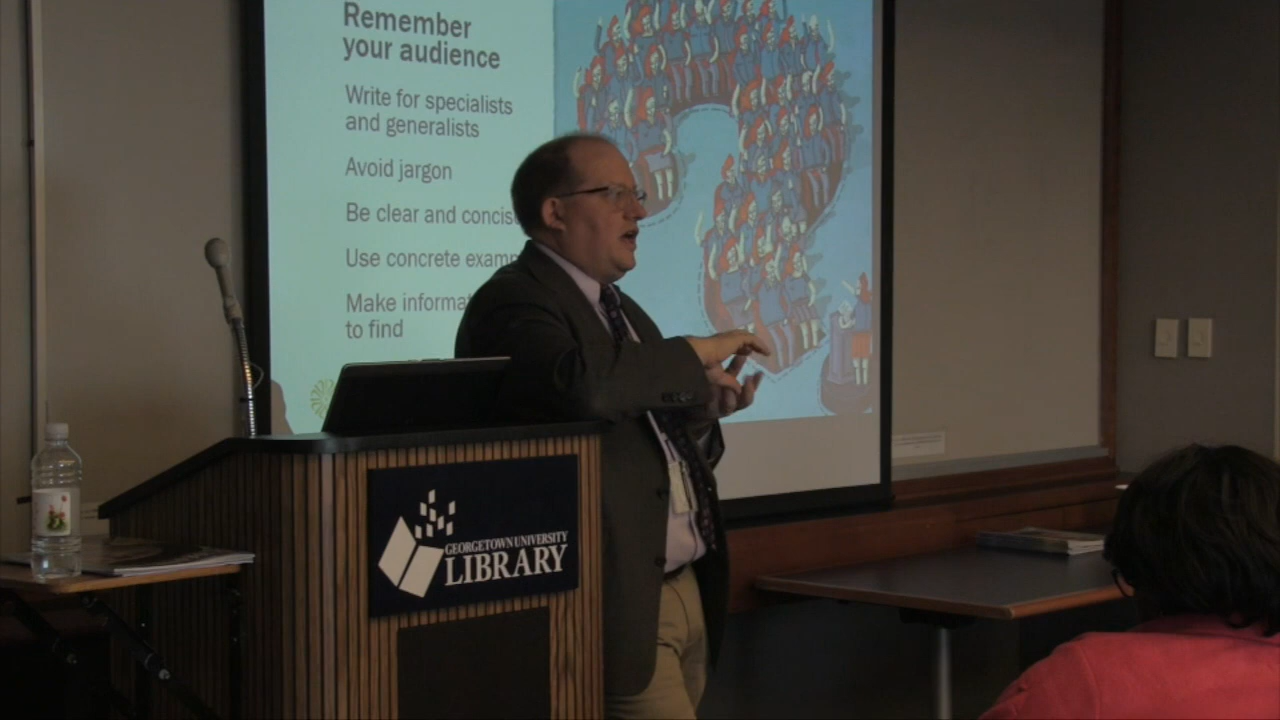 Remember
your audience
Write for specialists
and generalists
Avoid jargon
Be clear and concis
Use concrete examp
Make informat
to find
GEORGETOWN UNIVERSITY
LIBRARY